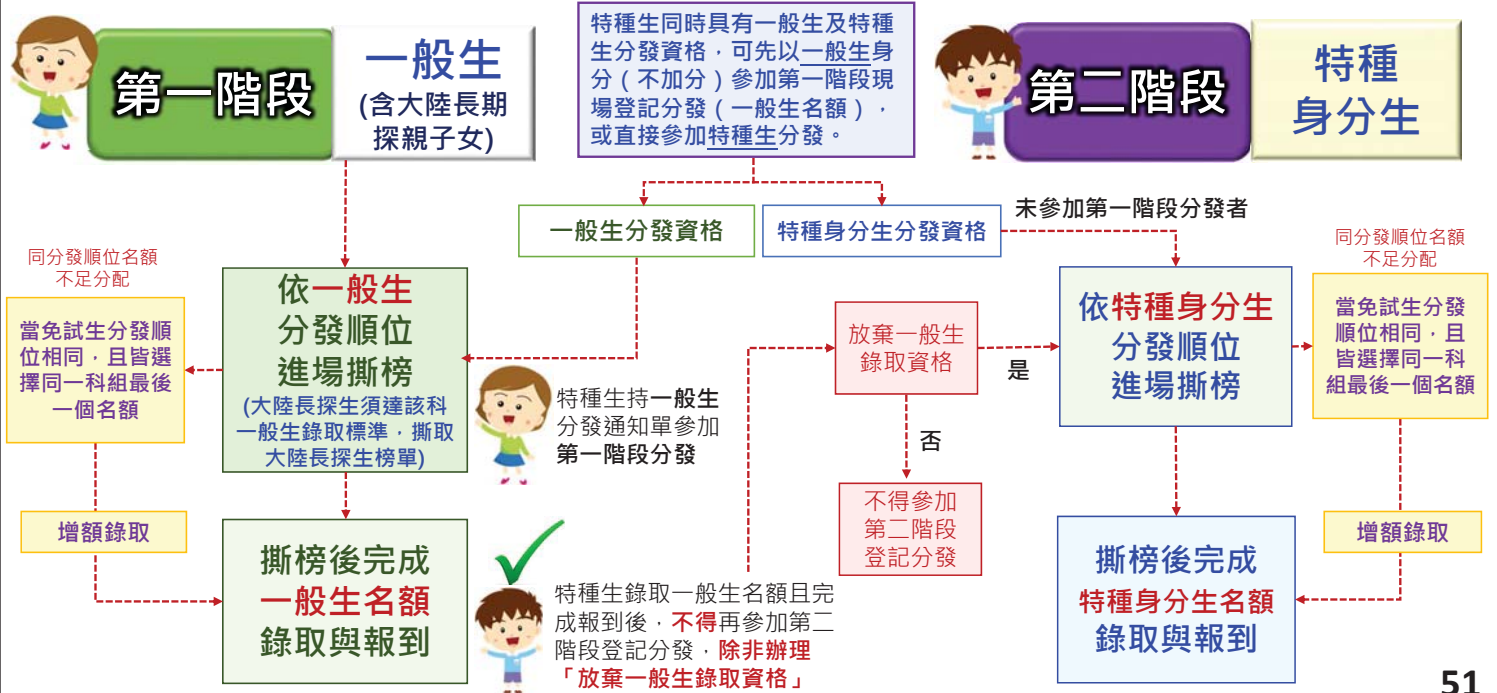 第一階段
一般生
(含大陸長期
探親子女)
特種生同時具有一般生及特種
生分發資格，可先以一般生身
分（不加分）參加第一階段現
場登記分發（一般生名額），
或直接參加特種生分發。
第二階段
特種
身分生
一般生分發資格
特種身分生分發資格
未參加第一階段分發者
同分發順位名額
不足分配
當免試生分發順
位相同，且皆選
擇同一科組最後
一個名額
增額錄取
依一般生
分發順位
進場撕榜
(大陸長探生須達該科
一般生錄取標準，撕取
大陸長探生榜單)
特種生持一般生
分發通知單參加
第一階段分發
撕榜後完成
一般生名額
錄取與報到
特種生錄取一般生名額且完
成報到後，不得再參加第二
階段登記分發，除非辦理
「放棄一般生錄取資格」
放棄一般生
錄取資格
是
否
不得參加
第二階段
登記分發
依特種身分生
分發順位
進場撕榜
撕榜後完成
特種身分生名額
錄取與報到
同分發順位名額
不足分配
當免試生分發
順位相同，且
皆選擇同一科
組最後一個名額
增額錄取
51